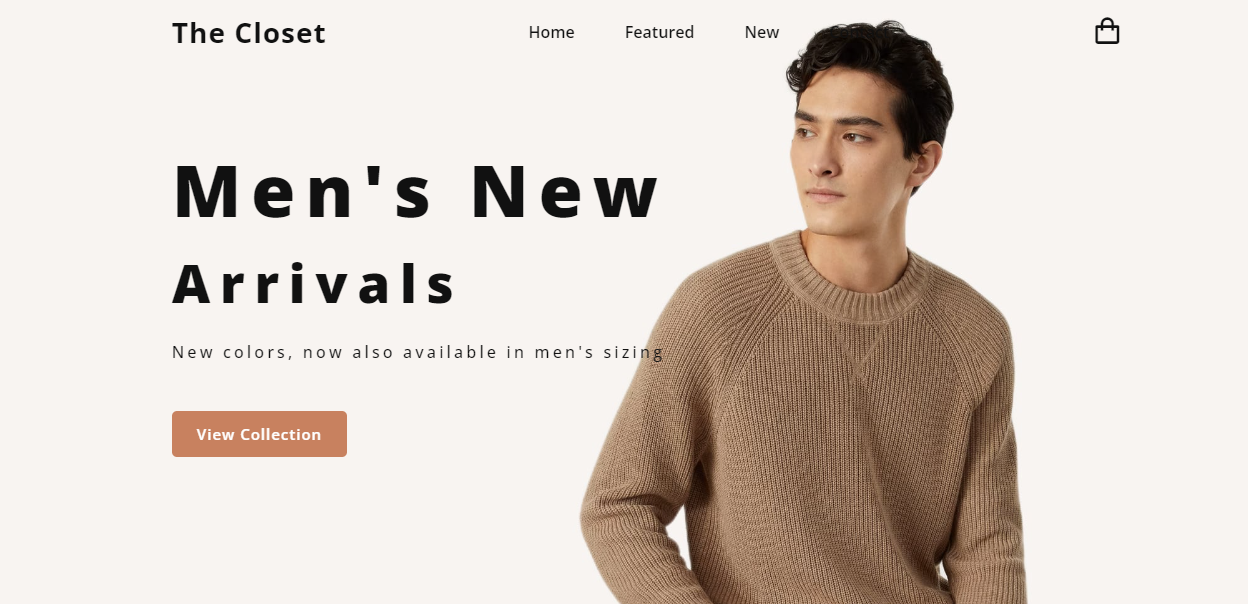 The Closet
Home
Featured
New
Men's New
Arrivals
New colors, now also available in men's sizing
View Collection